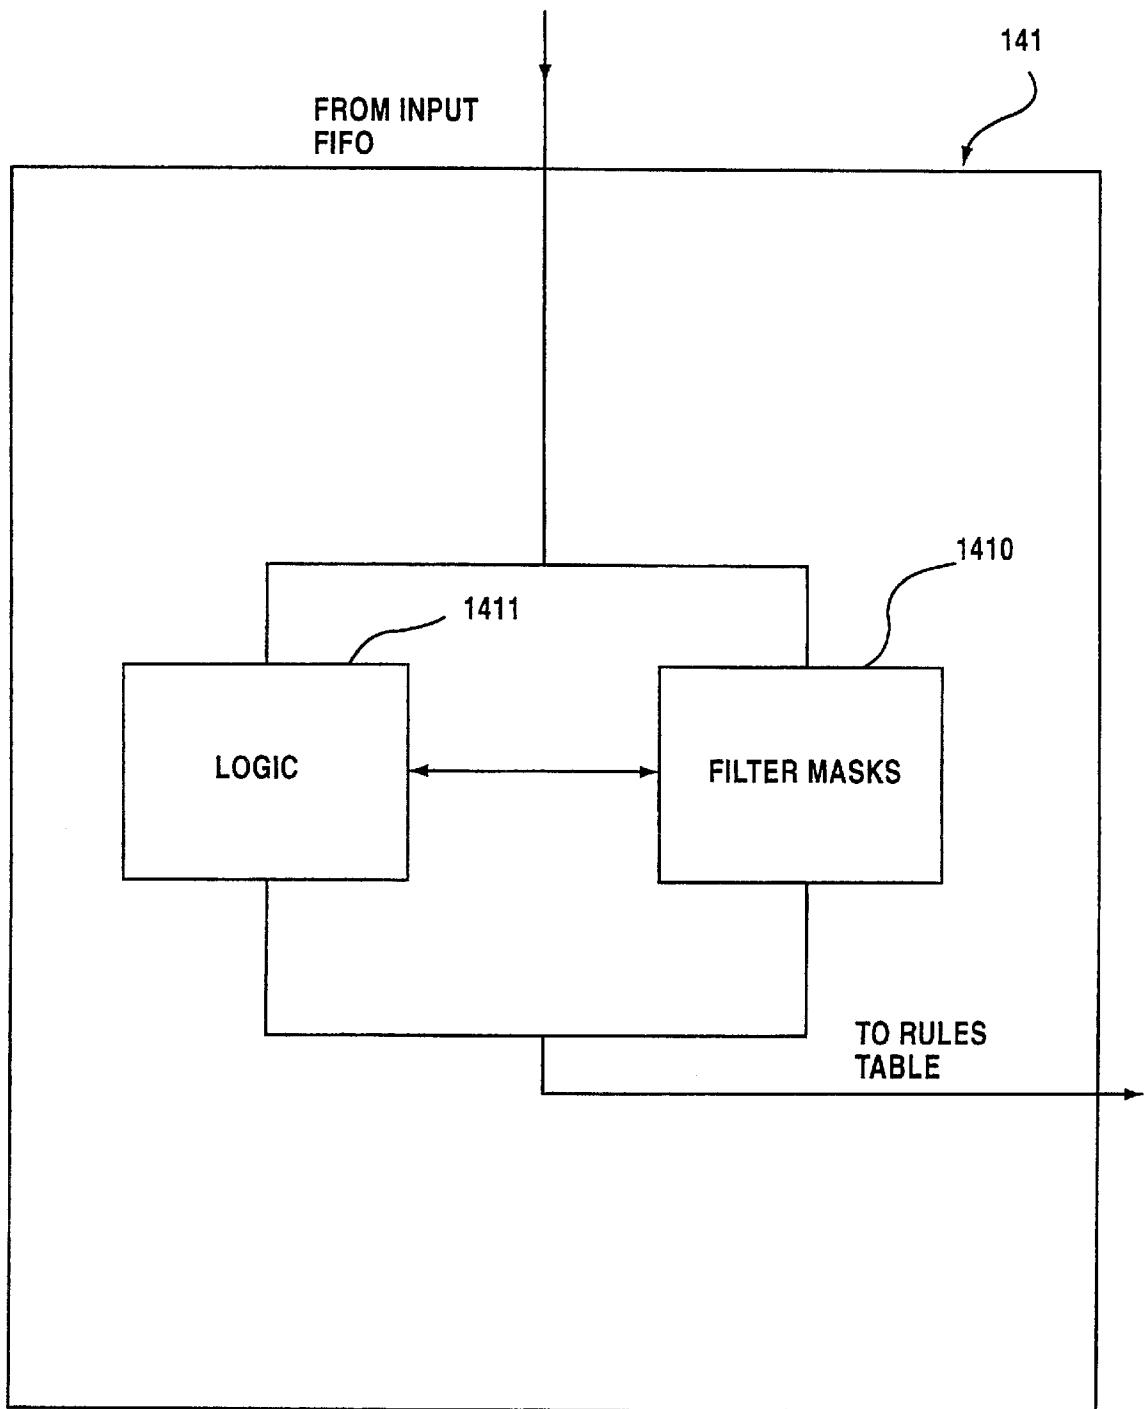 141
FROM INPUT
FIFO
1410
1411
LOGIC
FILTER MASKS
TO RULES
TABLE